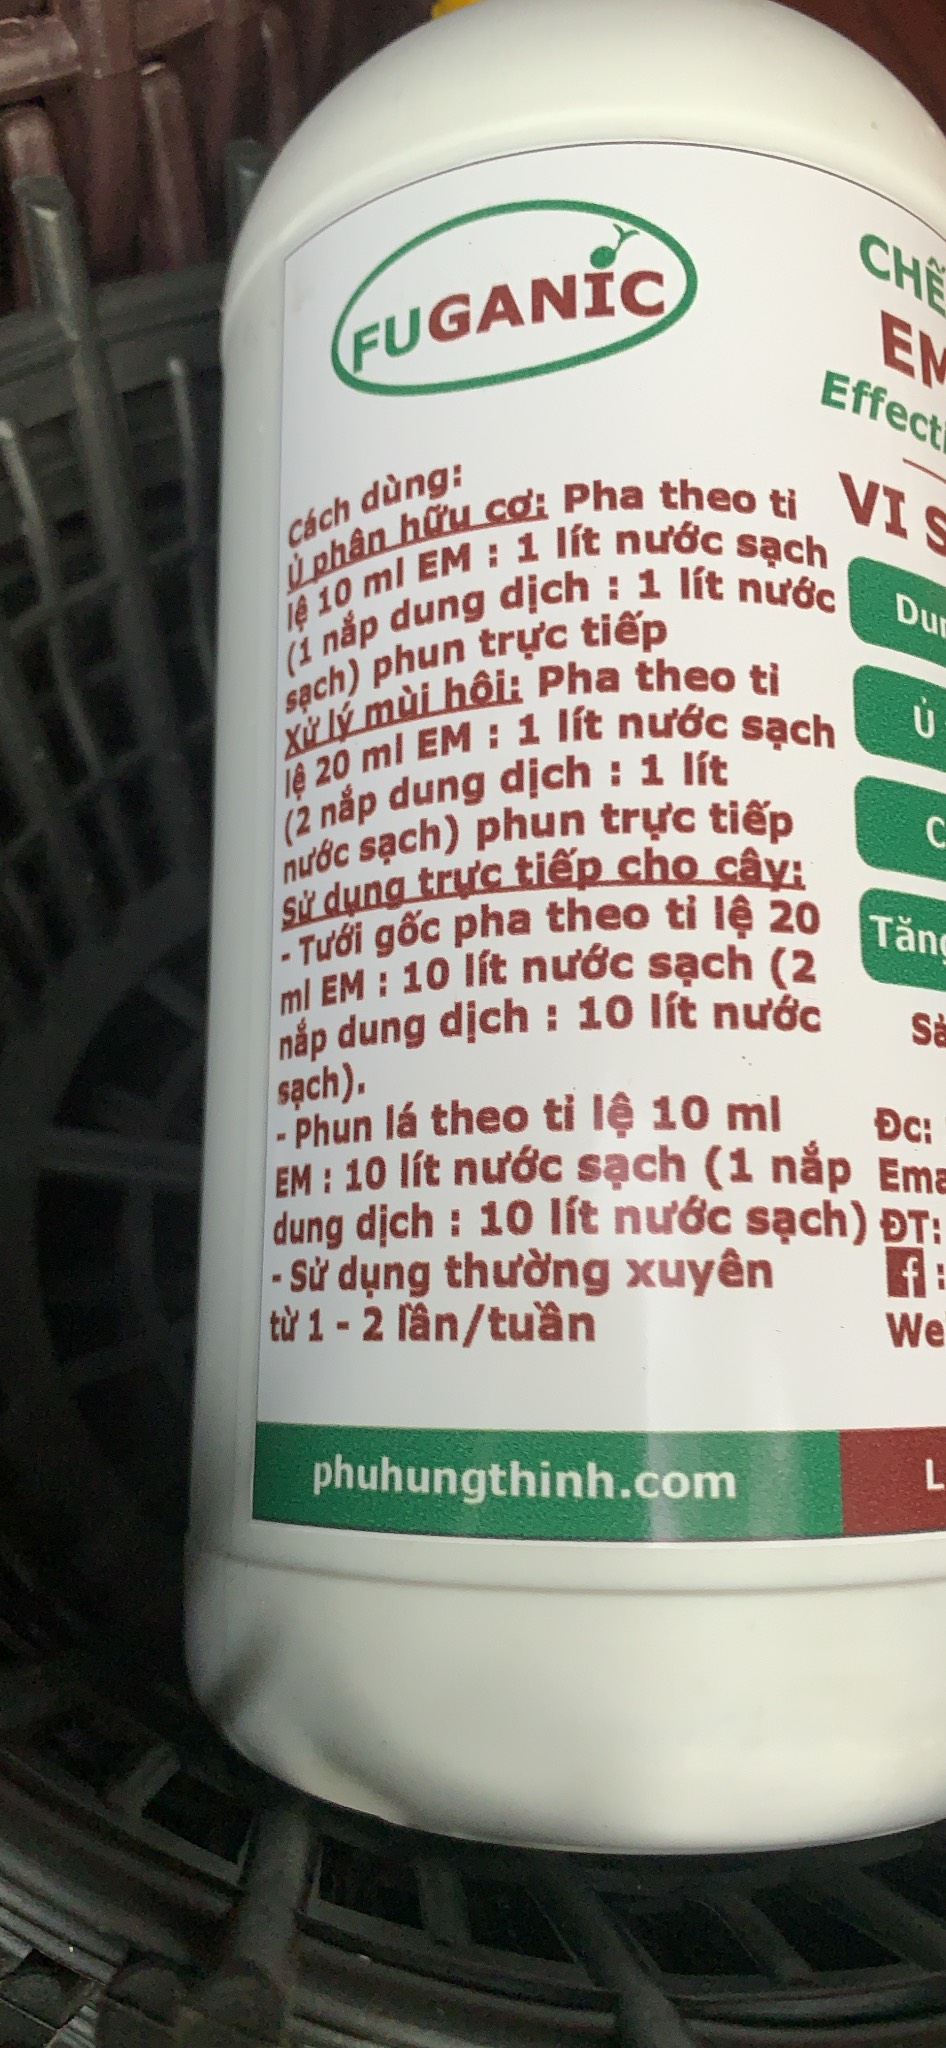 FUGANIC
Cách dùng:
Ủ phân hữu cơ: Pha theo tỉ
lệ 10 ml EM : 1 lít nước sạch
(1 nắp dung dịch : 1 lít nước
sạch) phun trực tiếp
Xử lý mùi hôi: Pha theo tỉ
lệ 20 ml EM : 1 lít nước sạch
(2 nắp dung dịch : 1 lít
nước sạch) phun trực tiếp
Sử dụng trực tiếp cho cây:
- Tưới gốc pha theo tỉ lệ 20
ml EM : 10 lít nước sạch (2
nắp dung dịch : 10 lít nước
sạch).
- Phun lá theo tỉ lệ 10 ml
EM : 10 lít nước sạch (1 nắp
dung dịch : 10 lít nước sạch)
- Sử dụng thường xuyên
từ 1 - 2 lần/tuần
phuhungthinh.com
EM
VI
Ủ
Tăng
Đc:
ĐT: